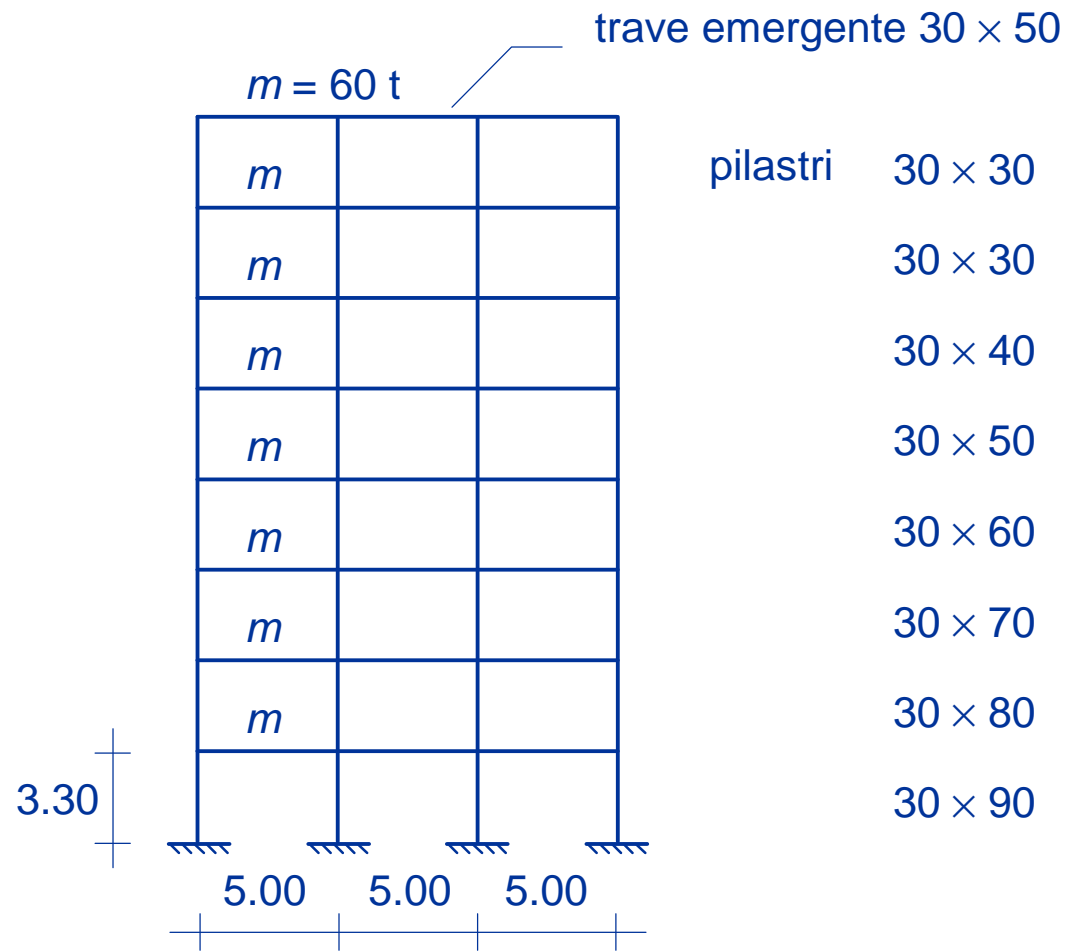 trave emergente 30 × 50
m = 60 t
m
pilastri 30 × 30
m
30 × 30
m
30 × 40
m
30 × 50
m
30 × 60
m
30 × 70
m
30 × 80
3.30
30 × 90
5.00 5.00 5.00